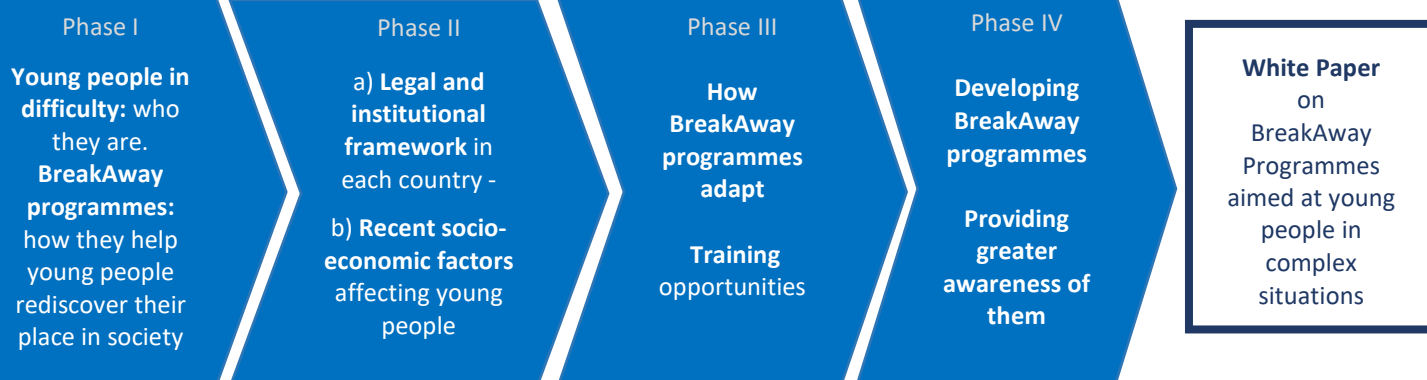 Phase I
Young people in
difficulty: who
they are.
BreakAway
programmes:
how they help
young people
rediscover their
place in society
Phase II
a) Legal and
institutional
framework in
each country -
b) Recent socio-
economic factors
affecting young
people
Phase III
How
BreakAway
programmes
adapt
Training
opportunities
Phase IV
Developing
BreakAway
programmes
Providing
greater
awareness of
them
White Paper
on
BreakAway
Programmes
aimed at young
people in
complex
situations